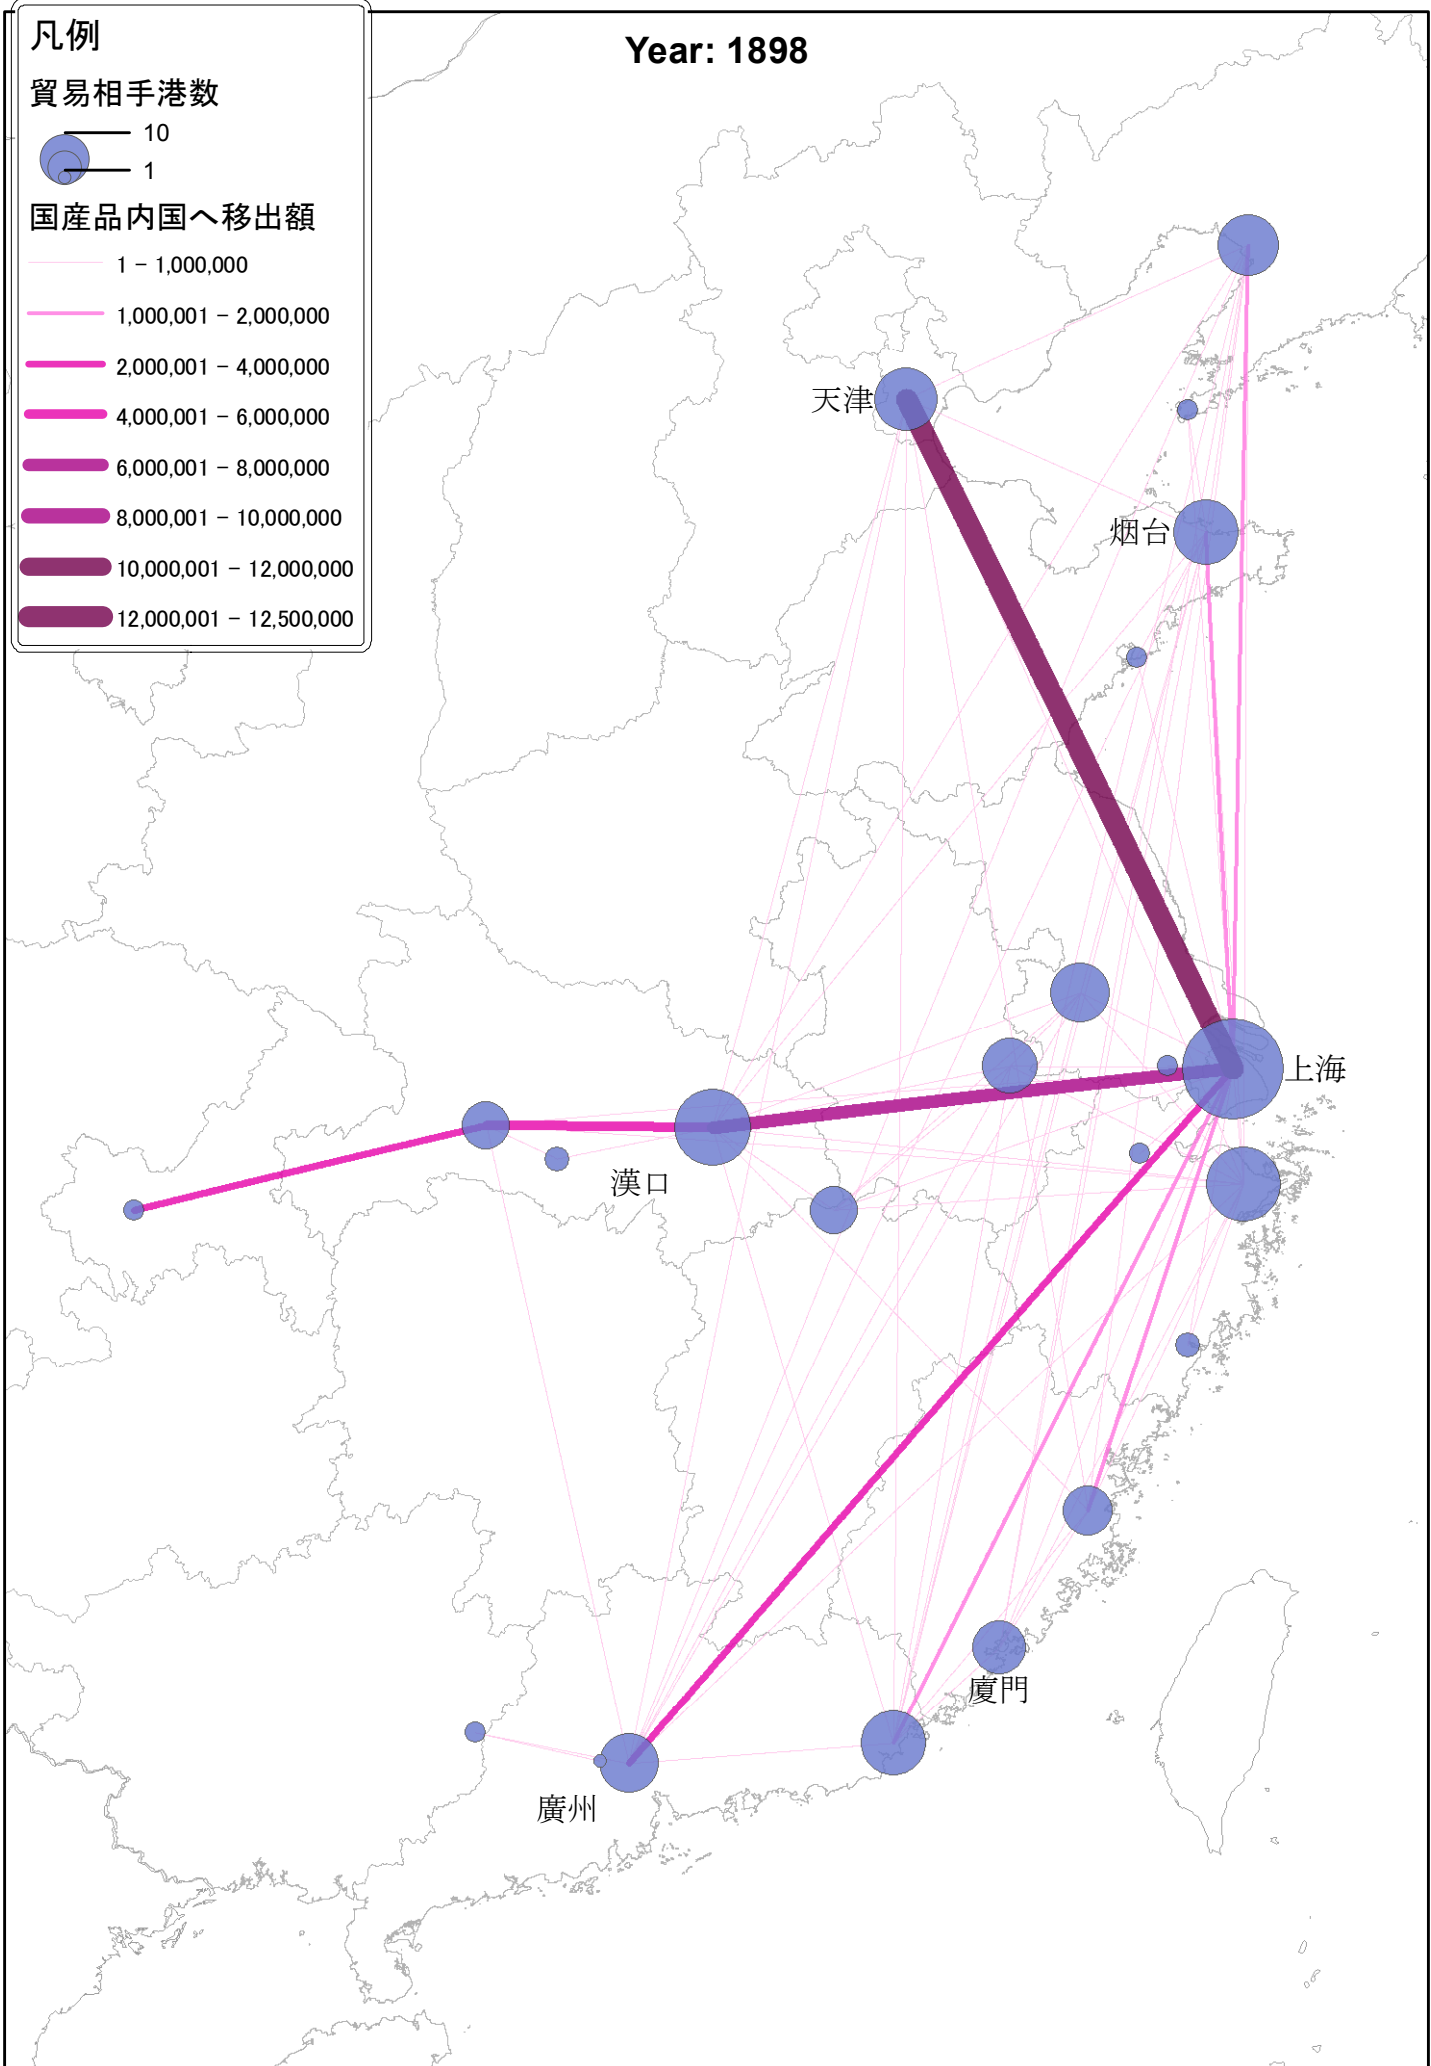 凡例
貿易相手港数
10
1
国産品内国へ移出額
1 − 1,000,000
1,000,001 − 2,000,000
2,000,001 − 4,000,000
4,000,001 − 6,000,000
6,000,001 − 8,000,000
8,000,001 − 10,000,000
10,000,001 − 12,000,000
12,000,001 − 12,500,000
Year: 1898
天津
烟台
上海
漢口
廈門
廣州